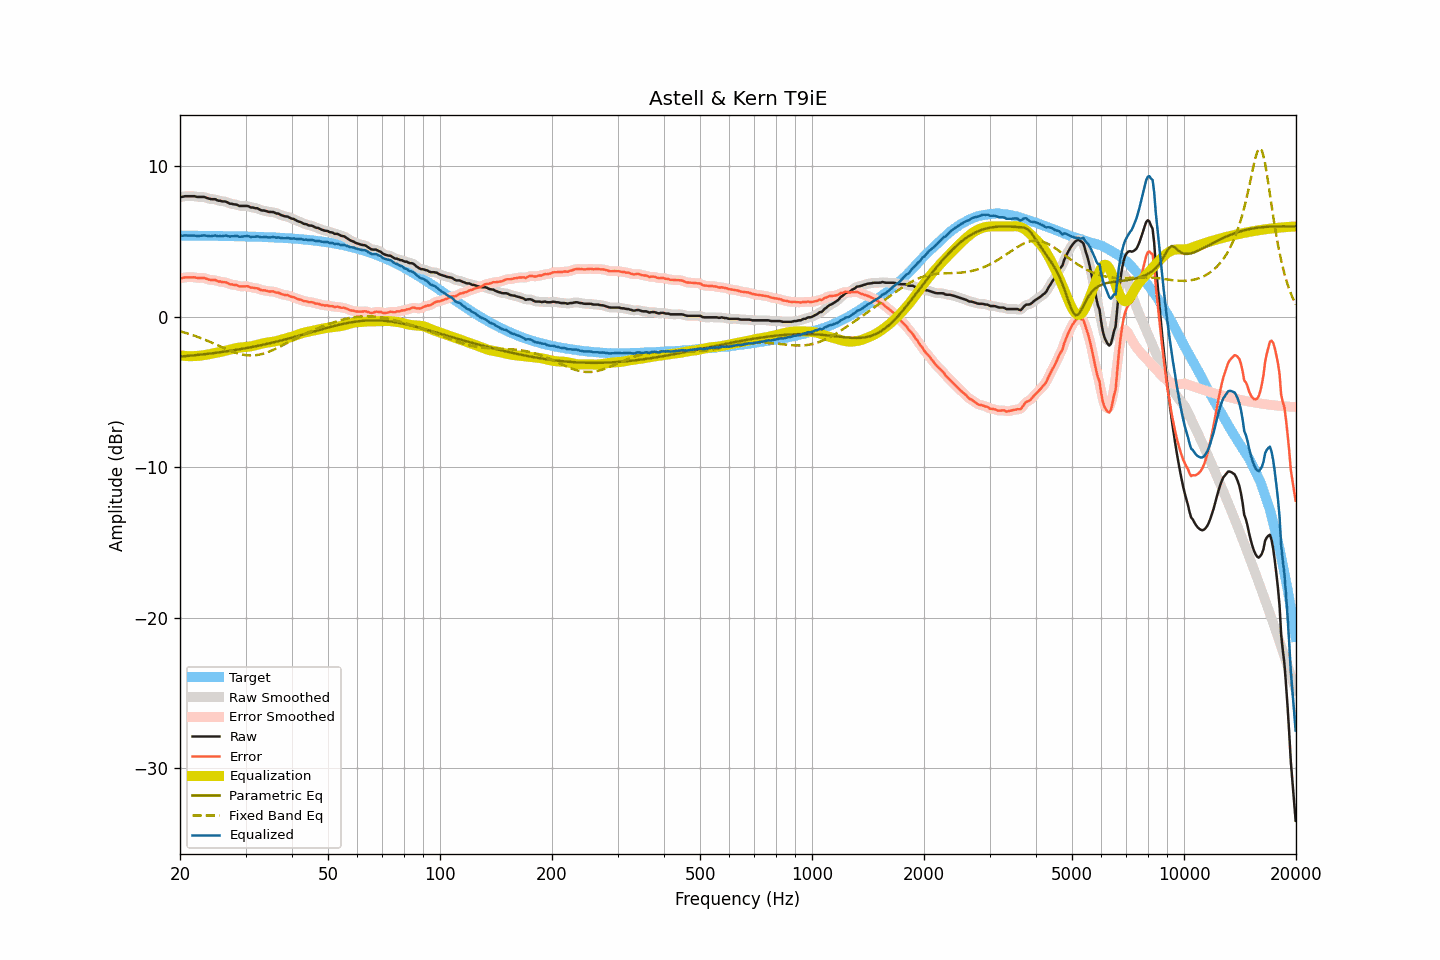 Astell & Kern T9iE
10
0
−10
−20
−30
Amplitude (dBr)
Target
Raw Smoothed
Error Smoothed
Raw
Error
Equalization
Parametric Eq
Fixed Band Eq
Equalized
20 50 100 200 500 1000 2000 5000 10000 20000
Frequency (Hz)